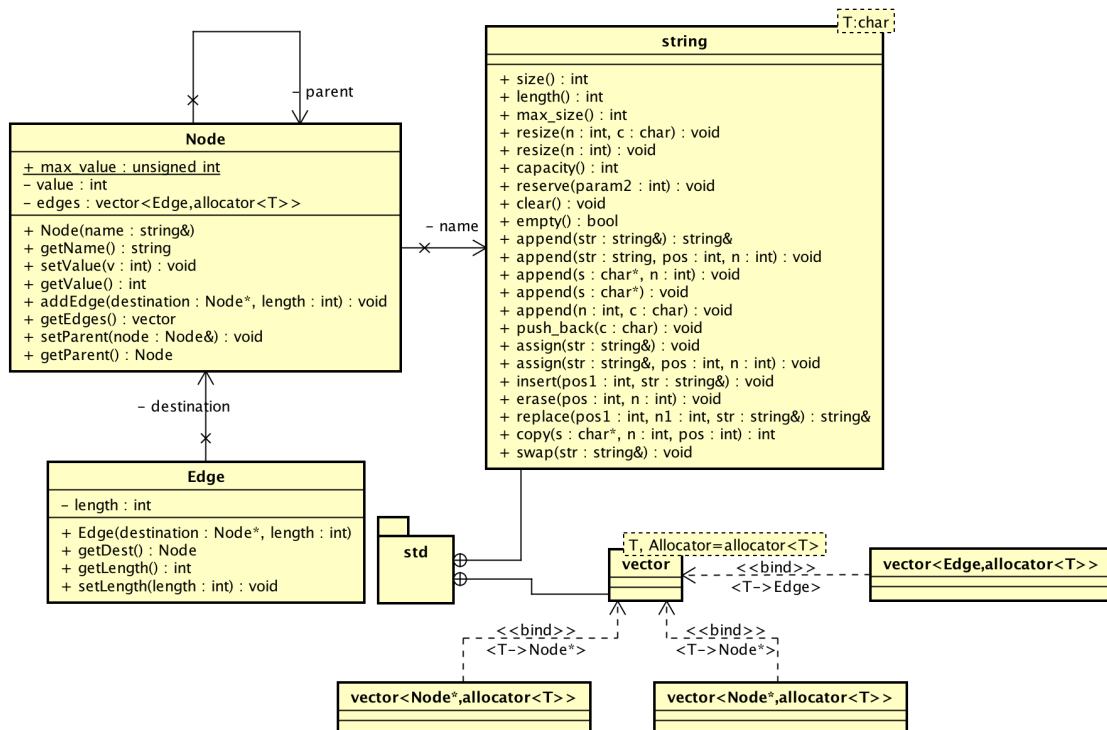 T:char
string
+ size() : int
+ length() : int
+ max_size() : int
+ resize(n : int, c : char) : void
+ resize(n : int) : void
+ capacity() : int
+ reserve(param2 : int) : void
+ clear() : void
+ empty() : bool
+ append(str : string&) : string&
+ append(str : string, pos : int, n : int) : void
+ append(s : char*, n : int) : void
+ append(s : char*) : void
+ append(n : int, c : char) : void
+ push_back(c : char) : void
+ assign(str : string&) : void
+ assign(str : string&, pos : int, n : int) : void
+ insert(pos1 : int, str : string&) : void
+ erase(pos : int, n : int) : void
+ replace(pos1 : int, n1 : int, str : string&) : string&
+ copy(s : char*, n : int, pos : int) : int
+ swap(str : string&) : void
– parent
Node
+ max_value : unsigned int
– value : int
– edges : vector<Edge,allocator<T>>
+ Node(name : string&)
+ getName() : string
+ setValue(v : int) : void
+ getValue() : int
+ addEdge(destination : Node*, length : int) : void
+ getEdges() : vector
+ setParent(node : Node&) : void
+ getParent() : Node
– name
– destination
Edge
– length : int
+ Edge(destination : Node*, length : int)
+ getDest() : Node
+ getLength() : int
+ setLength(length : int) : void
std
T, Allocator=allocator<T>
vector
<<bind>>
<T->Edge>
vector<Edge,allocator<T>>
<<bind>>
<T->Node*>
<<bind>>
<T->Node*>
vector<Node*,allocator<T>>
vector<Node*,allocator<T>>